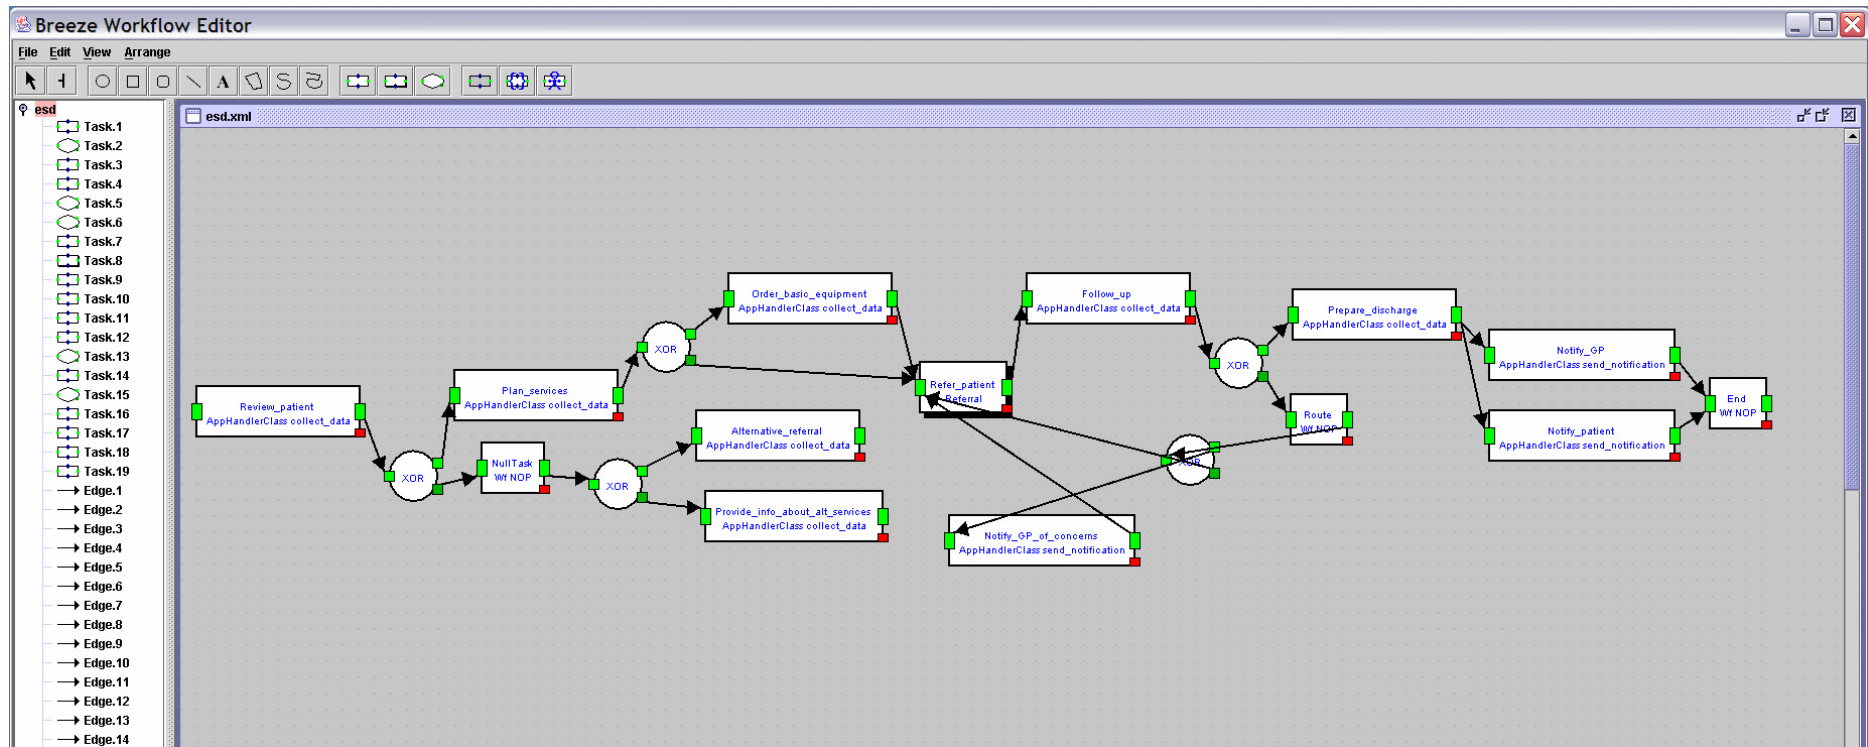 Breeze Workflow Editor
File Edit View Arrange
A
esd
Task.1
Task.2
Task.3
Task.4
Task.5
Task.6
Task.7
Task.8
Task.9
Task.10
Task.11
Task.12
Task.13
Task.14
Task.15
Task.16
Task.17
Task.18
Task.19
Edge.1
Edge.2
Edge.3
Edge.4
Edge.5
Edge.6
Edge.7
Edge.8
Edge.9
Edge.10
Edge.11
Edge.12
Edge.13
Edge.14
esd.xml
Review_patient
AppHandlerClass collect_data
XOR
Plan_services
AppHandlerClass collect_data
NullTask
Wf NOP
XOR
Order_basic_equipment
AppHandlerClass collect_data
XOR
Alternative_referral
AppHandlerClass collect_data
Provide_info_about_alt_services
AppHandlerClass collect_data
Refer_patient
Referral
Follow_up
AppHandlerClass collect_data
XOR
Notify_GP_of_concerns
AppHandlerClass send_notification
XOR
Prepare_discharge
AppHandlerClass collect_data
Route
Wf NOP
Notify_GP
AppHandlerClass send_notification
Notify_patient
AppHandlerClass send_notification
End
Wf NOP